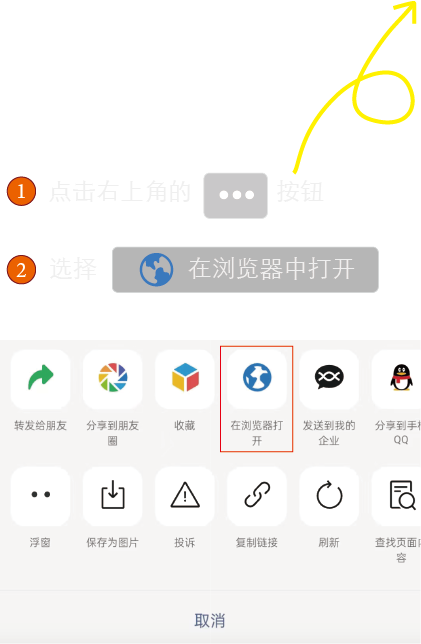 1 点击右上角的 ••• 按钮
2 选择 在浏览器中打开
转发给朋友 分享到朋友 收藏 在浏览器打 发送到我的 分享到手机
圈 开 企业 QQ
浮窗 保存为图片 投诉 复制链接 刷新 查找页面内
容
取消